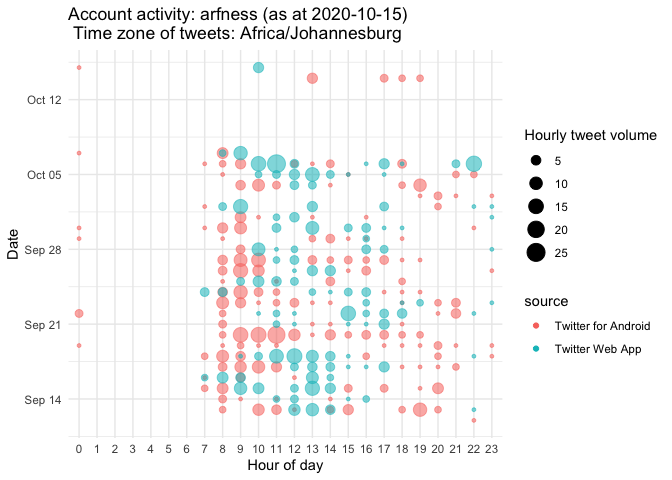 Account activity: arfness (as at 2020-10-15)
Time zone of tweets: Africa/Johannesburg
Date
Oct 12
Oct 05
Sep 28
Sep 21
Sep 14
0 1 2 3 4 5 6 7 8 9 10 11 12 13 14 15 16 17 18 19 20 21 22 23
Hour of day
Hourly tweet volume
5
10
15
20
25
source
Twitter for Android
Twitter Web App